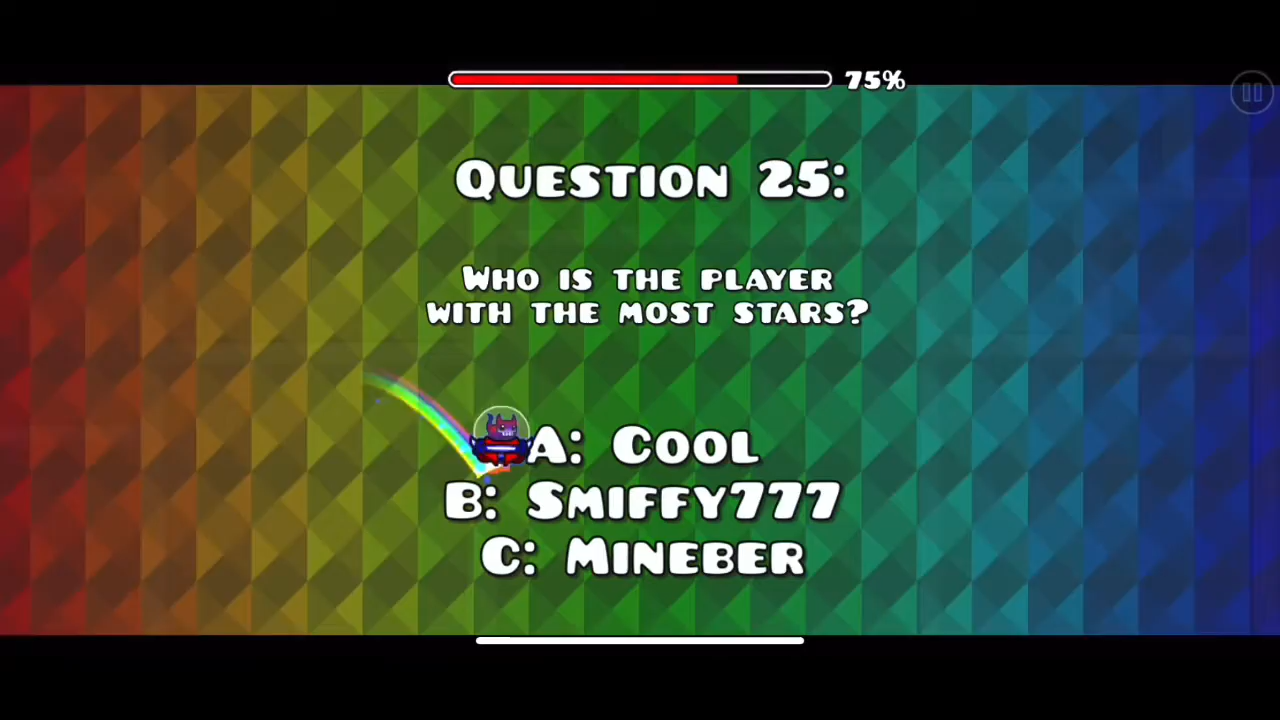 75%
Question 25:
Who is the player
with the most stars?
A: Cool
B: Smiffy777
C: Mineber